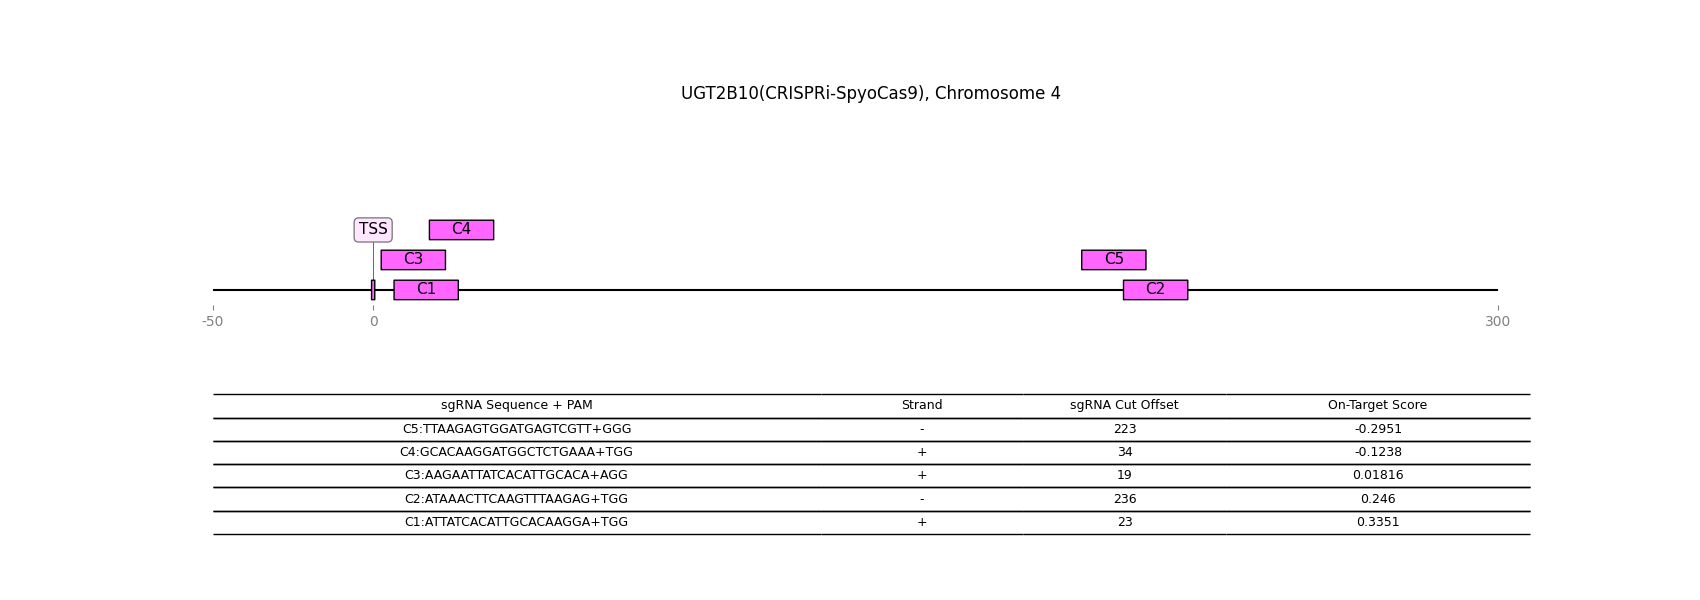 UGT2B10(CRISPRi-SpyoCas9), Chromosome 4
TSS C4
C3 C5
C1 C2
-50 0 300
sgRNA Sequence + PAM Strand sgRNA Cut Offset On-Target Score
C5:TTAAGAGTGGATGAGTCGTT+GGG - 223 -0.2951
C4:GCACAAGGATGGCTCTGAAA+TGG + 34 -0.1238
C3:AAGAATTATCACATTGCACA+AGG + 19 0.01816
C2:ATAAACTTCAAGTTTAAGAG+TGG - 236 0.246
C1:ATTATCACATTGCACAAGGA+TGG + 23 0.3351